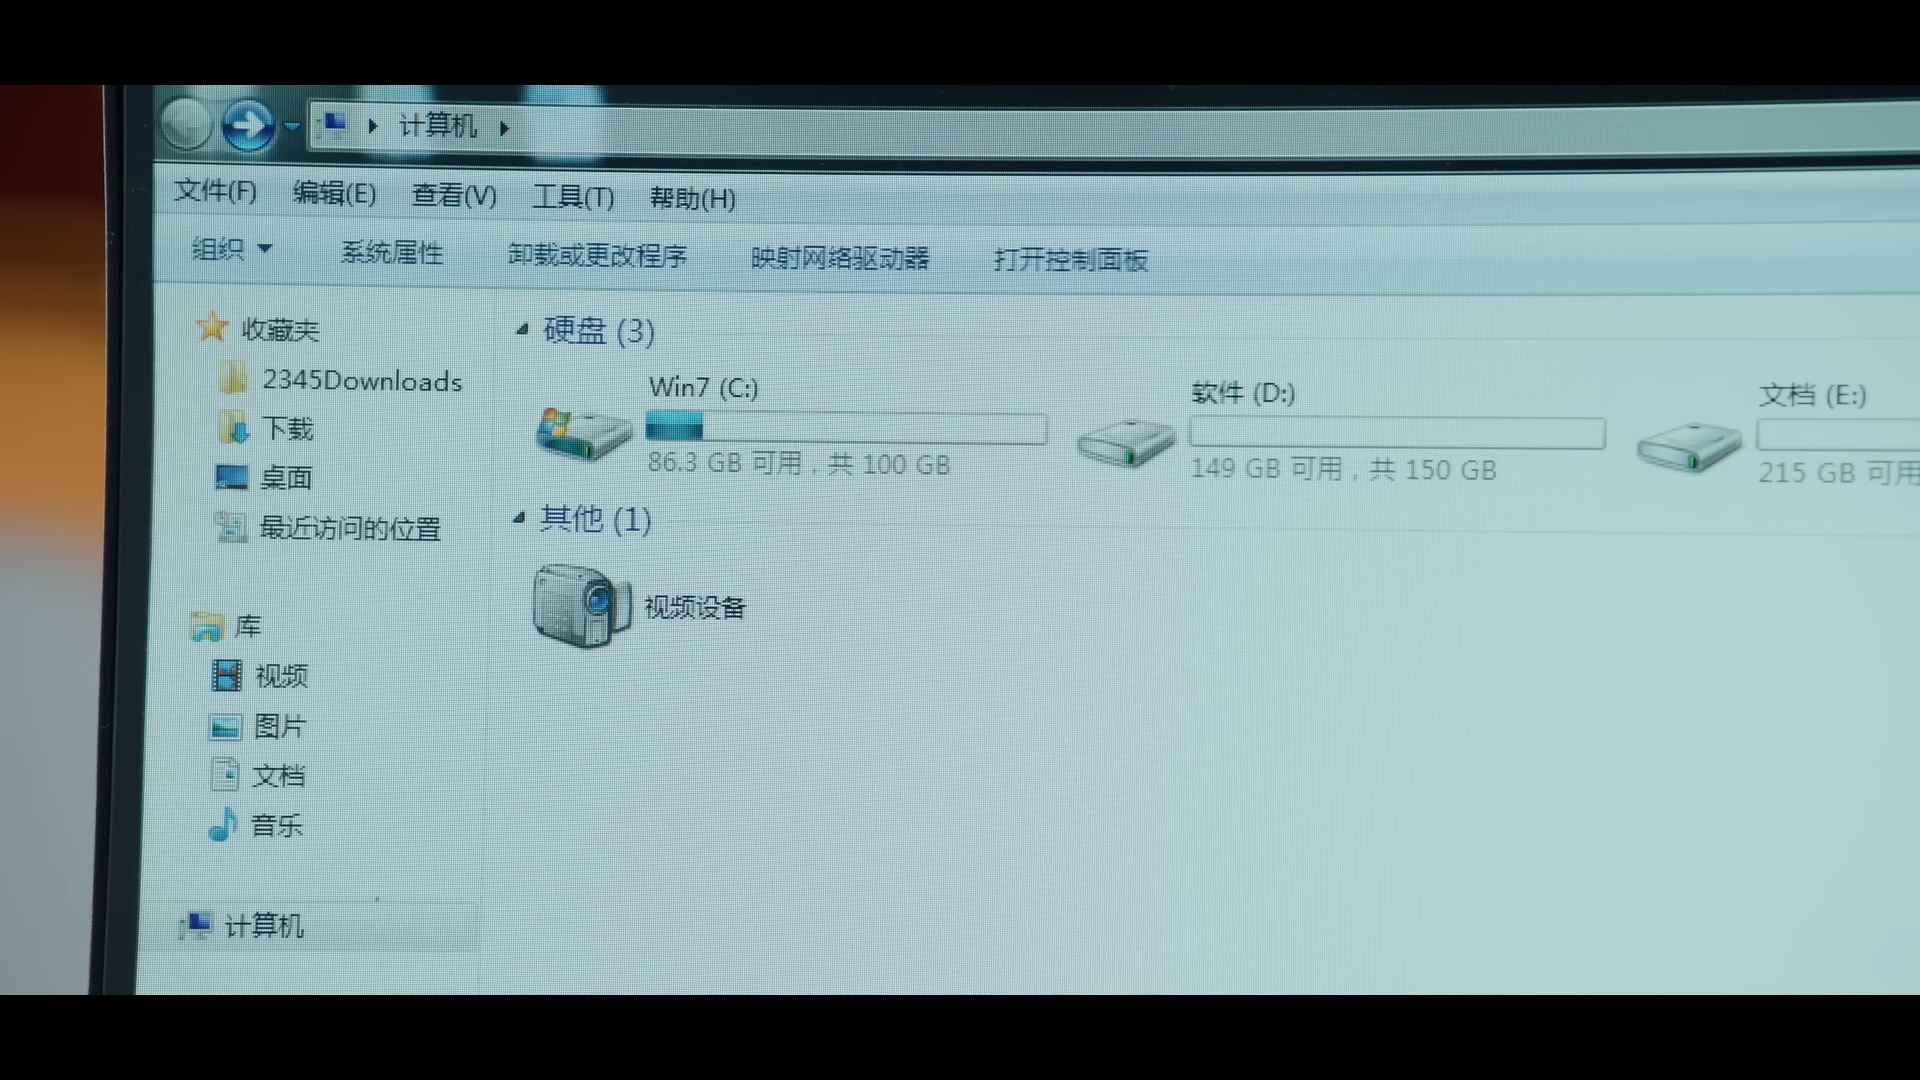 计算机
文件(F) 编辑(E) 查看(V) 工具(T) 帮助(H)
组织 系统属性 卸载或更改程序 映射网络驱动器 打开控制面板
收藏夹
2345Downloads
下载
桌面
最近访问的位置
库
视频
图片
文档
音乐
计算机
硬盘 (3)
Win7 (C:)
86.3 GB 可用，共 100 GB
软件 (D:)
149 GB 可用，共 150 GB
文档 (E:)
215 GB 可用
其他 (1)
视频设备